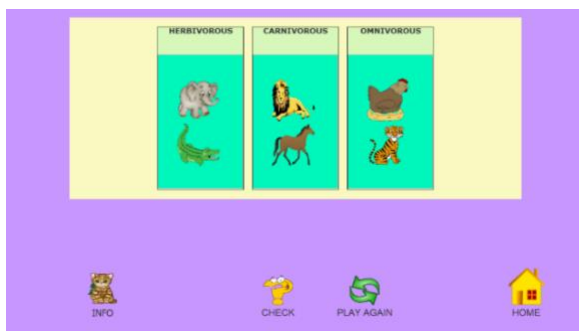 HERBIVOROUS
CARNIVOROUS
OMNIVOROUS
INFO
CHECK
PLAY AGAIN
HOME